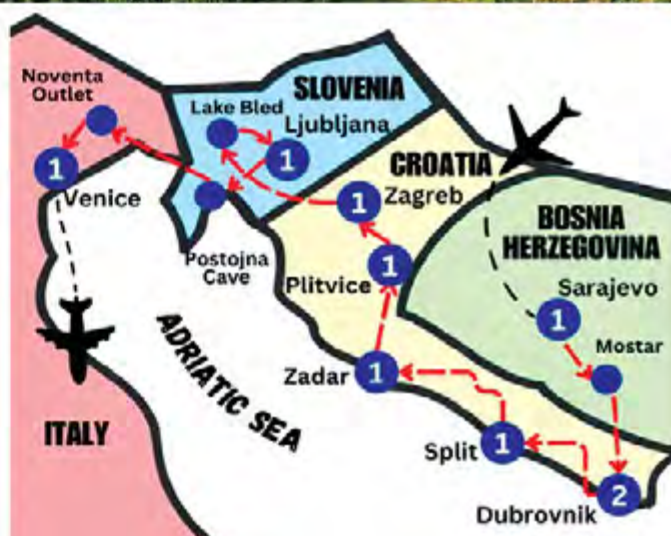 Noventa
Outlet
SLOVENIA
Lake Bled
Ljubljana
1
1
Venice
CROATIA
1
Zagreb
BOSNIA
HERZEGOVINA
Postojna
Cave
Plitvice
1
Sarajevo
1
Mostar
ADRIATIC SEA
Zadar
1
ITALY
Split
1
Dubrovnik
2